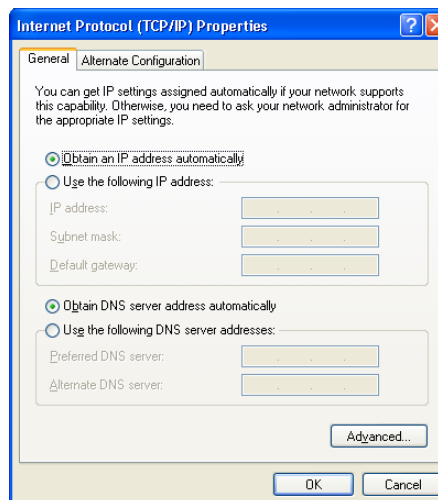 Internet Protocol (TCP/IP) Properties
General
Alternate Configuration
You can get IP settings assigned automatically if your network supports
this capability. Otherwise, you need to ask your network administrator for
the appropriate IP settings.
Obtain an IP address automatically
Use the following IP address:
IP address:
Subnet mask:
Default gateway:
Obtain DNS server address automatically
Use the following DNS server addresses:
Preferred DNS server:
Alternate DNS server:
Advanced...
OK
Cancel